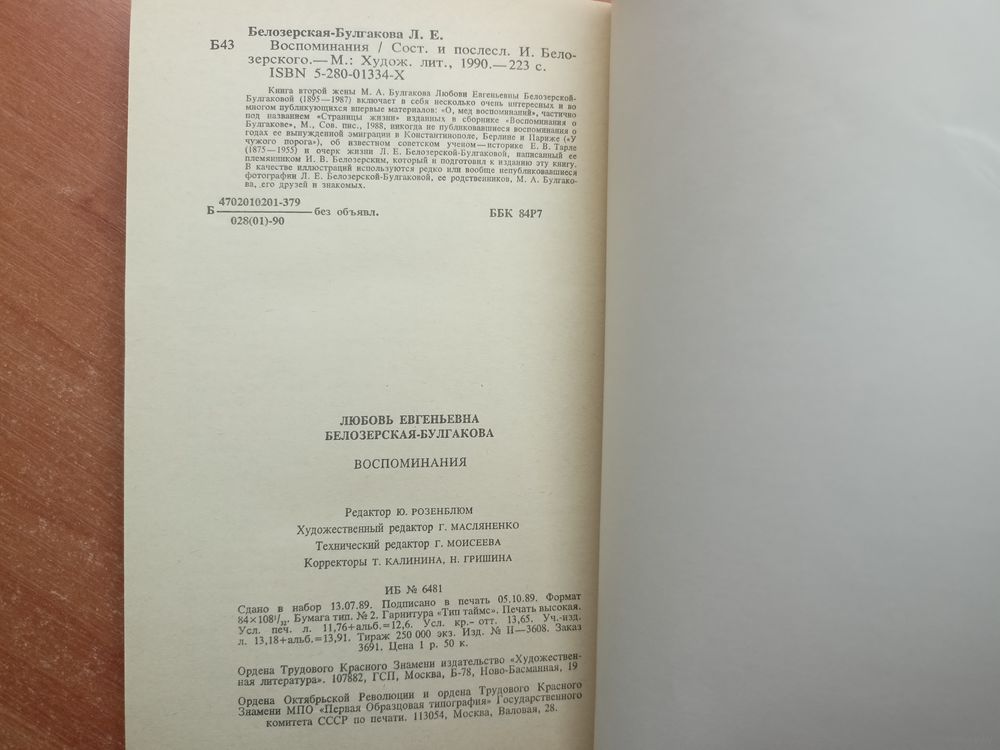 Белозерская-Булгакова Л. Е.
Б43 Воспоминания / Сост. и послесл. И. Бело-
зерского.— М.: Худож. лит., 1990.— 223 с.
ISBN 5-280-01334-X
Книга второй жены М. А. Булгакова Любови Евгеньевны Белозерской-
Булгаковой (1895—1987) включает в себя несколько очень интересных и во
многом публикующихся впервые материалов: «О, мед воспоминаний», частично
под названием «Страницы жизни» изданных в сборнике «Воспоминания о
Булгакове», М., Сов. пис., 1988, никогда не публиковавшиеся воспоминания о
годах ее вынужденной эмиграции в Константинополе, Берлине и Париже («У
чужого порога»), об известном советском ученом—историке Е. В. Тарле
(1875—1955) и очерк жизни Л. Е. Белозерской-Булгаковой, написанный ее
племянником И. В. Белозерским, который и подготовил к изданию эту книгу.
В качестве иллюстраций используются редко или вообще непубликовавшиеся
фотографии Л. Е. Белозерской-Булгаковой, ее родственников, М. А. Булгако-
ва, его друзей и знакомых.
4702010201-379
Б без объявл. ББК 84Р7
028(01)-90
ЛЮБОВЬ ЕВГЕНЬЕВНА
БЕЛОЗЕРСКАЯ-БУЛГАКОВА
ВОСПОМИНАНИЯ
Редактор Ю. РОЗЕНБЛЮМ
Художественный редактор Г. МАСЛЯНЕНКО
Технический редактор Г. МОИСЕЕВА
Корректоры Т. КАЛИНИНА, Н. ГРИШИНА
ИБ № 6481
Сдано в набор 13.07.89. Подписано в печать 05.10.89. Формат
84×108¹/₃₂. Бумага тип. № 2. Гарнитура «Тип таймс». Печать высокая.
Усл. печ. л. 11,76+альб.=12,6. Усл. кр.- отт. 13,65. Уч.-изд.
л. 13,18+альб.=13,91. Тираж 250 000 экз. Изд. № II—3608. Заказ
3691. Цена 1 р. 50 к.
Ордена Трудового Красного Знамени издательство «Художествен-
ная литература». 107882, ГСП, Москва, Б-78, Ново-Басманная, 19
Ордена Октябрьской Революции и ордена Трудового Красного
Знамени МПО «Первая Образцовая типография» Государственного
комитета СССР по печати. 113054, Москва, Валовая, 28.